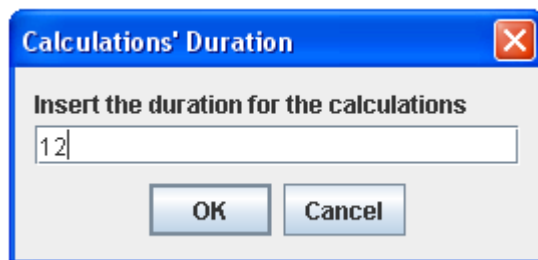 Calculations' Duration
Insert the duration for the calculations
12
OK Cancel